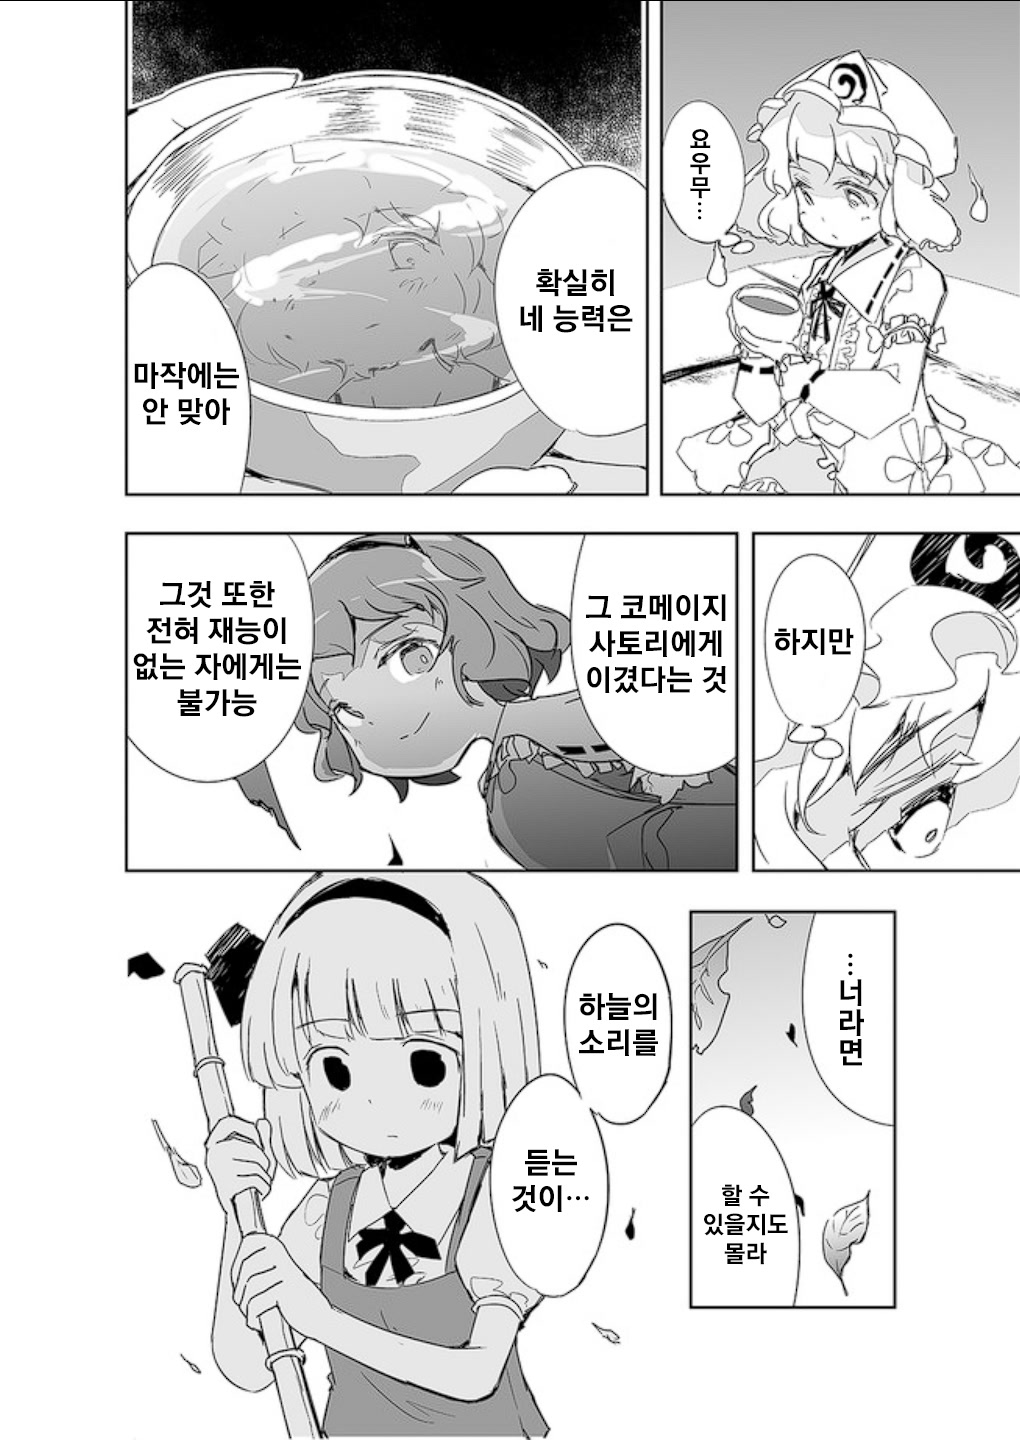 요우무…
확실히
네 능력은
마작에는
안 맞아
하지만
그 코메이지
사토리에게
이겼다는 것
그것 또한
전혀 재능이
없는 자에게는
불가능
…너라면
할 수
있을지도
몰라
하늘의
소리를
듣는
것이…